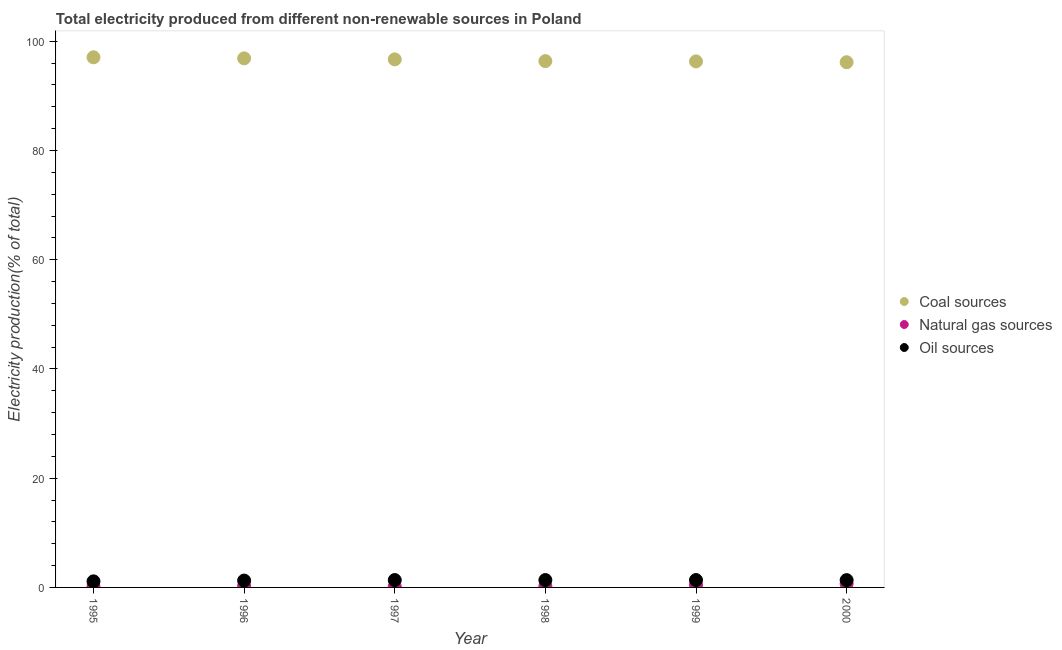 Total electricity produced from different non-renewable sources in Poland
Electricity production(% of total)
100
80
60
40
20
0
1995
1996
1997
1998
1999
2000
Year
Coal sources
Natural gas sources
Oil sources